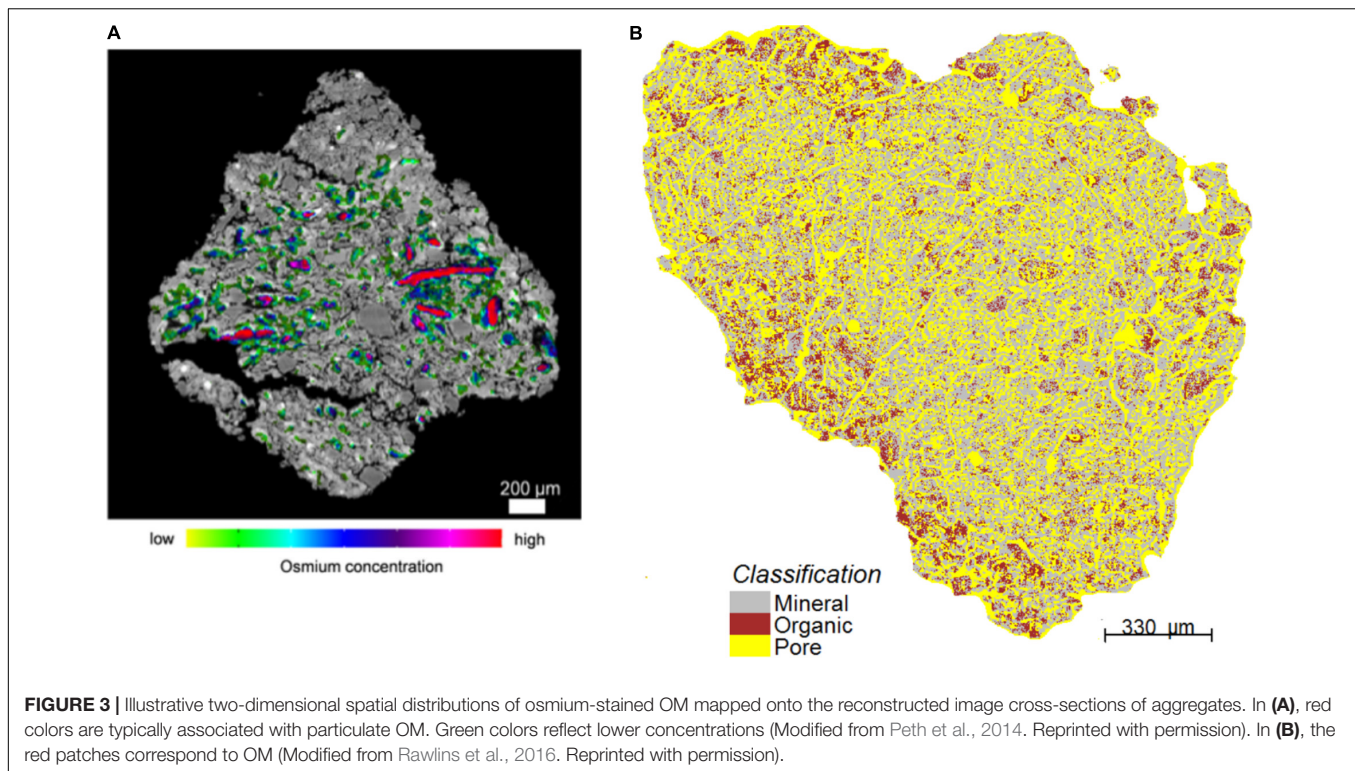 A
B
200 µm
low
high
Osmium concentration
Classification
Mineral
Organic
Pore
330 µm
FIGURE 3 | Illustrative two-dimensional spatial distributions of osmium-stained OM mapped onto the reconstructed image cross-sections of aggregates. In (A), red
colors are typically associated with particulate OM. Green colors reflect lower concentrations (Modified from Peth et al., 2014. Reprinted with permission). In (B), the
red patches correspond to OM (Modified from Rawlins et al., 2016. Reprinted with permission).